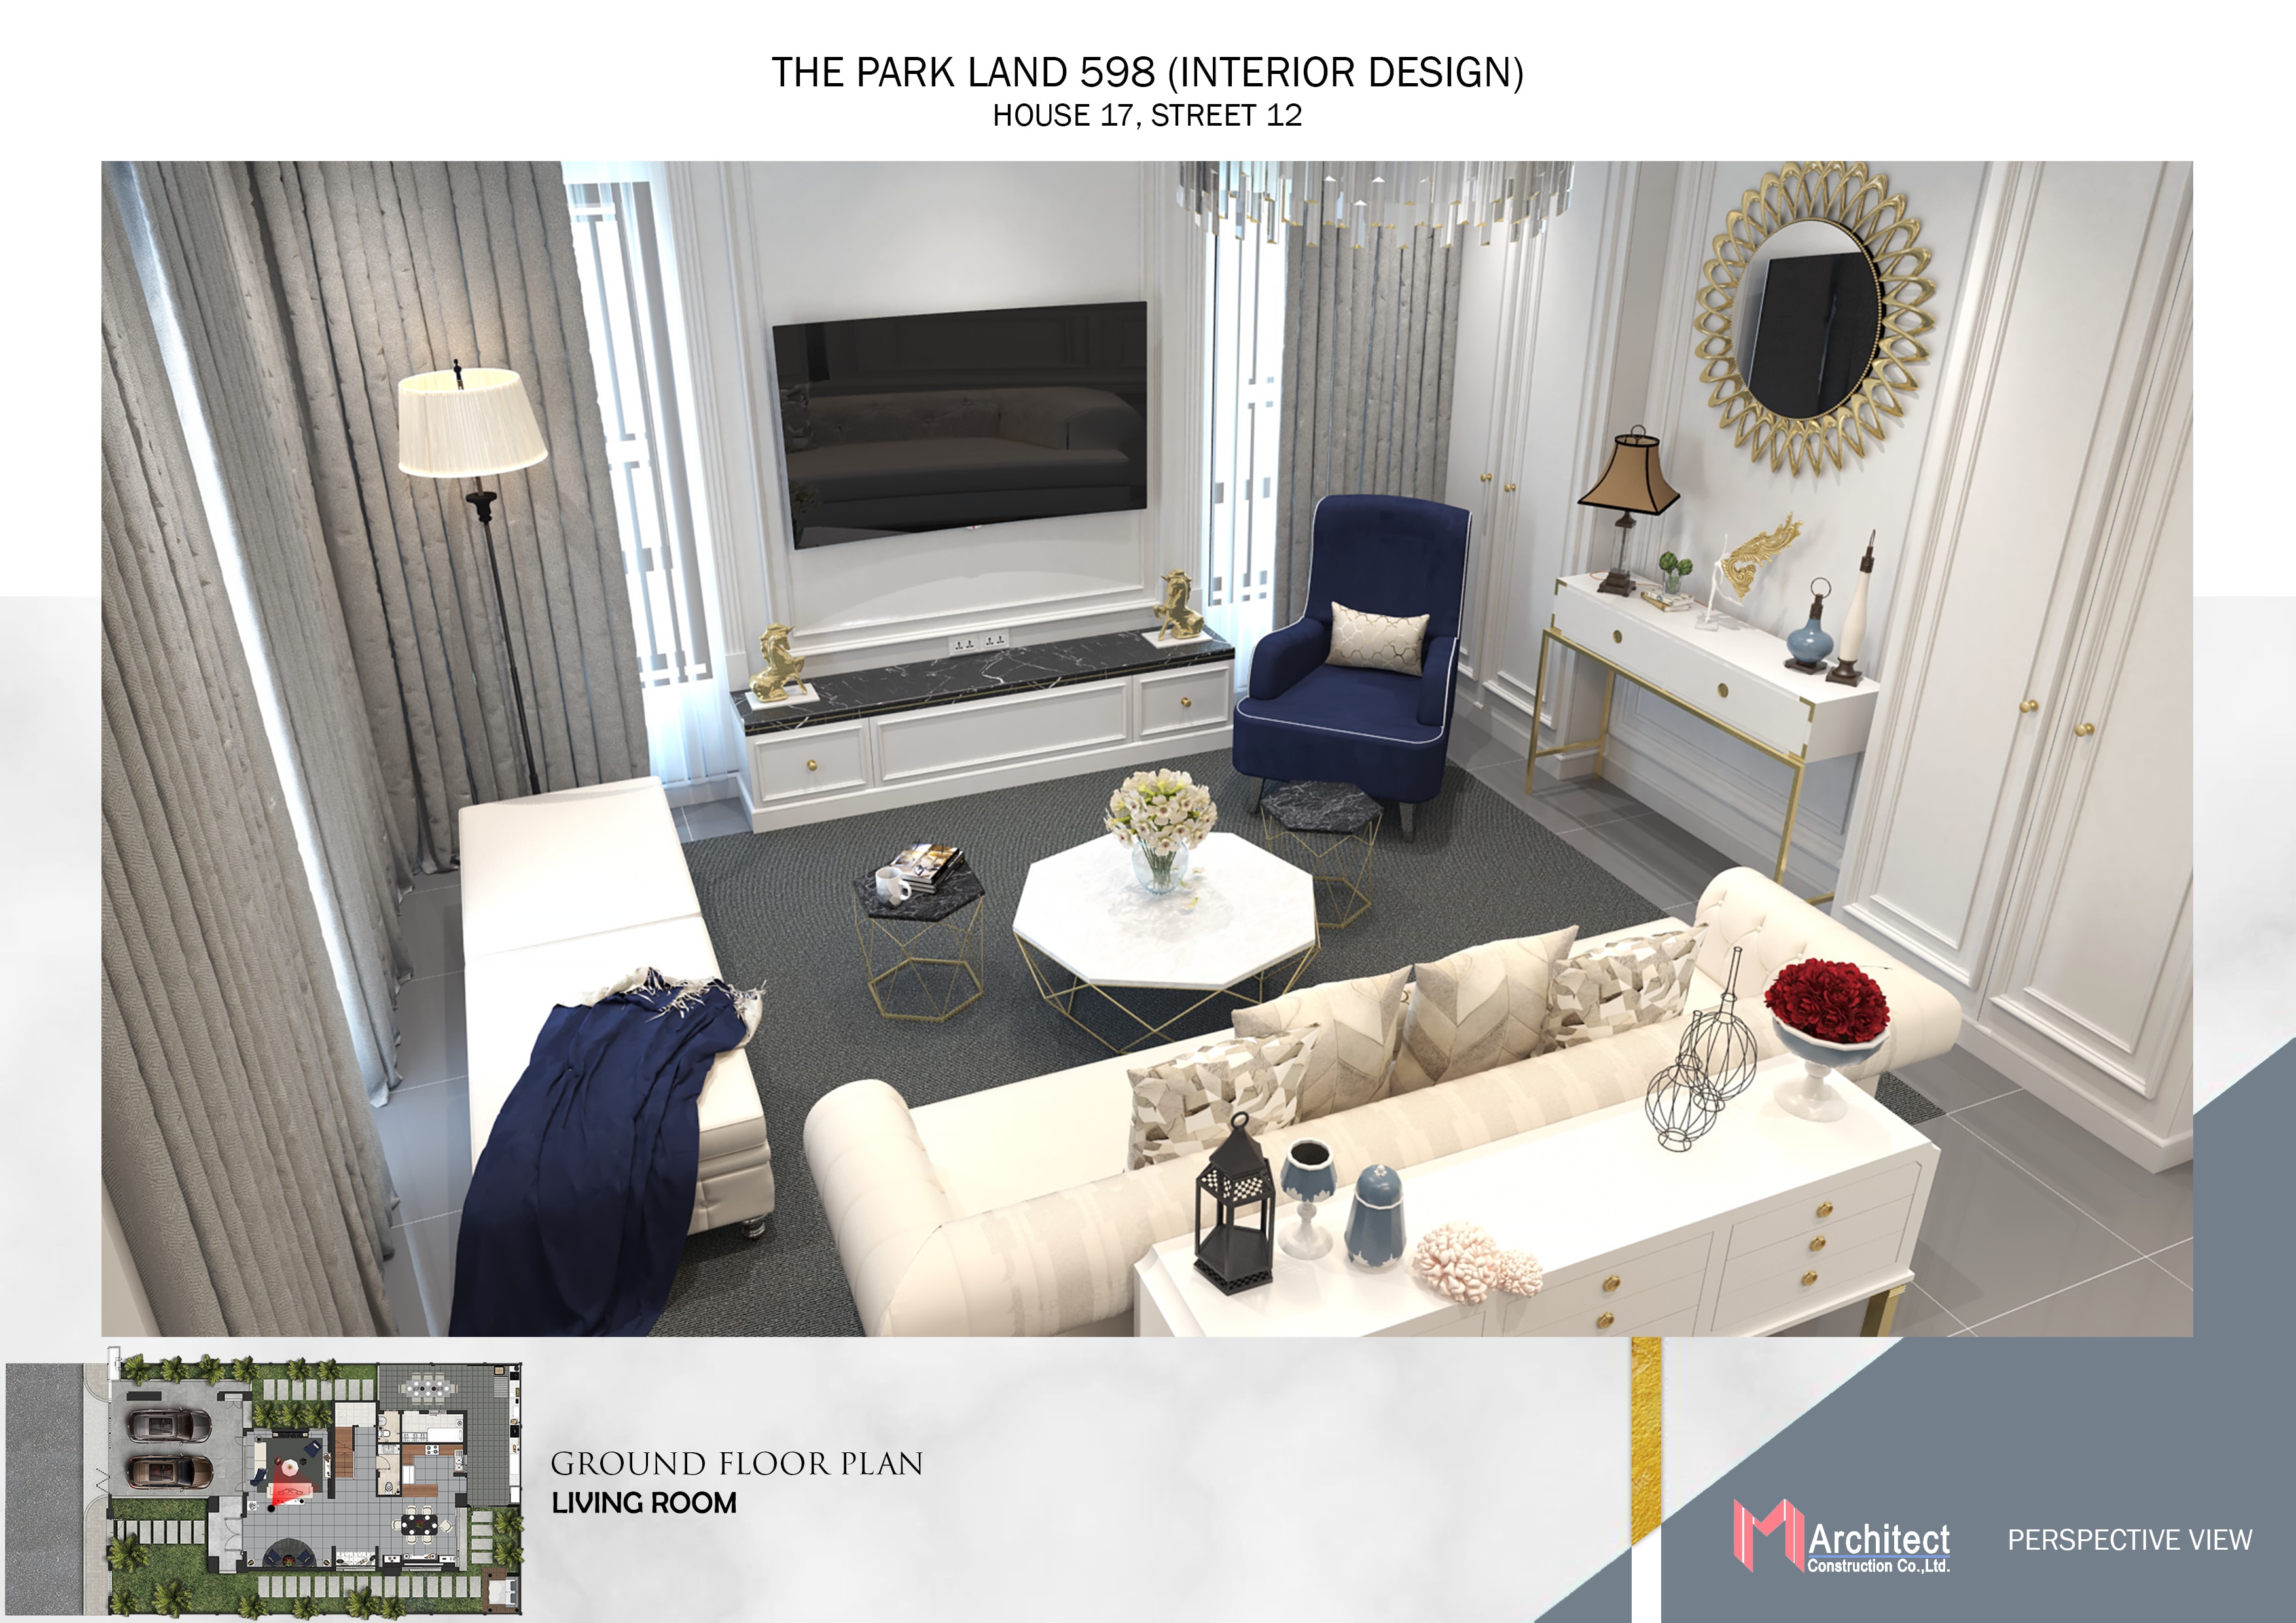 THE PARK LAND 598 (INTERIOR DESIGN)
HOUSE 17, STREET 12
GROUND FLOOR PLAN
LIVING ROOM
M Architect
Construction Co.,Ltd.
PERSPECTIVE VIEW